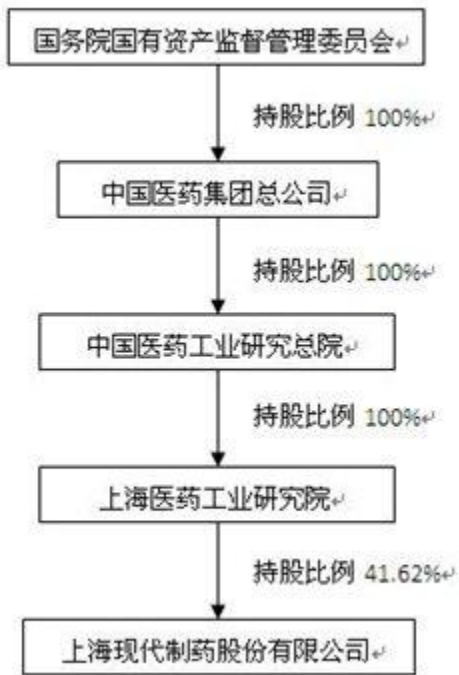 国务院国有资产监督管理委员会
持股比例 100%
中国医药集团总公司
持股比例 100%
中国医药工业研究总院
持股比例 100%
上海医药工业研究院
持股比例 41.62%
上海现代制药股份有限公司